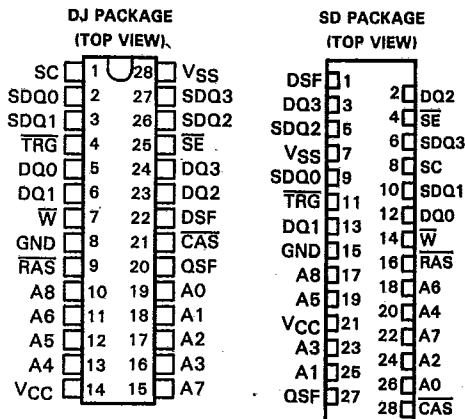 DJ PACKAGE
(TOP VIEW)
SC 1 28 VSS
SDQ0 2 27 SDQ3
SDQ1 3 26 SDQ2
TRG 4 25 SE
DQ0 5 24 DQ3
DQ1 6 23 DQ2
W 7 22 DSF
GND 8 21 CAS
RAS 9 20 QSF
A8 10 19 A0
A6 11 18 A1
A5 12 17 A2
A4 13 16 A3
VCC 14 15 A7
SD PACKAGE
(TOP VIEW)
DSF 1
2 DQ2
DQ3 3
4 SE
SDQ2 5
6 SDQ3
VSS 7
8 SC
SDQ0 9
10 SDQ1
TRG 11
12 DQ0
DQ1 13
14 W
GND 15
16 RAS
A8 17
18 A6
A5 19
20 A4
VCC 21
22 A7
A3 23
24 A2
A1 25
26 A0
QSF 27
28 CAS